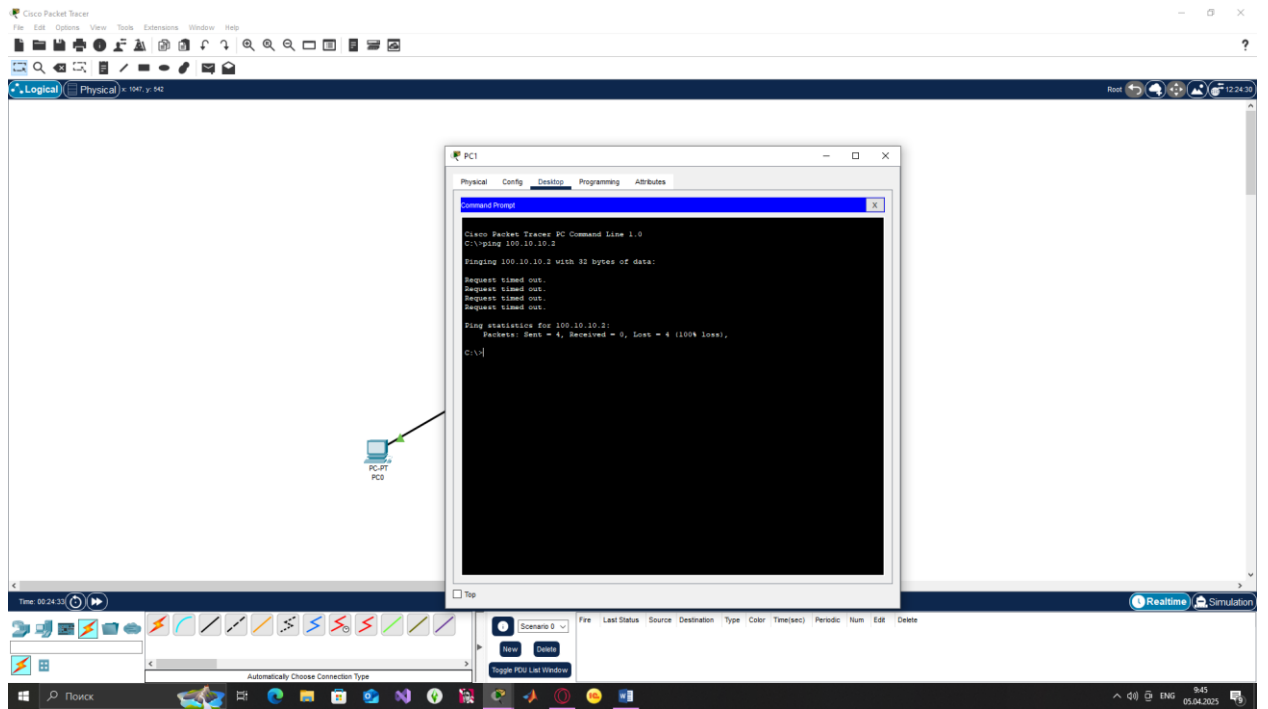 Cisco Packet Tracer
File Edit Options View Tools Extensions Window Help
?
Logical Physical x: 1047, y: 542
Root 12:24:30
PC1
Physical Config Desktop Programming Attributes
Command Prompt X
Cisco Packet Tracer PC Command Line 1.0
C:\>ping 100.10.10.2
Pinging 100.10.10.2 with 32 bytes of data:
Request timed out.
Request timed out.
Request timed out.
Request timed out.
Ping statistics for 100.10.10.2:
Packets: Sent = 4, Received = 0, Lost = 4 (100% loss),
C:\>
PC-PT
PC0
Top
Time: 00:24:33
Realtime Simulation
Scenario 0
Fire Last Status Source Destination Type Color Time(sec) Periodic Num Edit Delete
New Delete
Toggle PDU List Window
Automatically Choose Connection Type
Поиск
ENG
9:45
05.04.2025